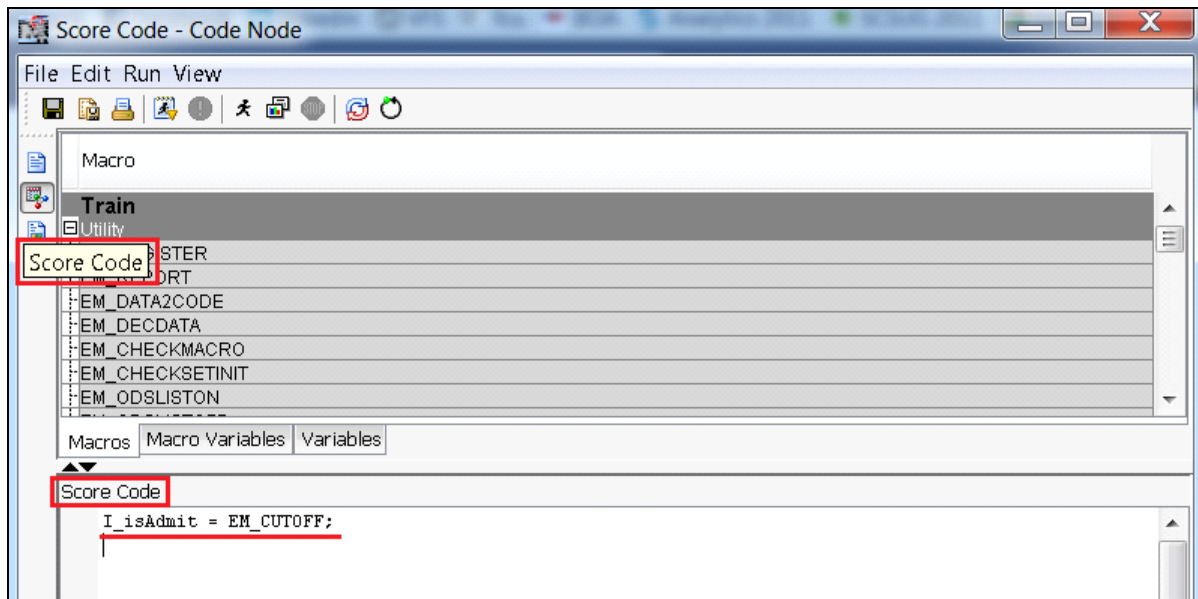 Score Code - Code Node
File Edit Run View
Macro
Train
Utility
STER
Score Code
ORT
EM_DATA2CODE
EM_DECDATA
EM_CHECKMACRO
EM_CHECKSETINIT
EM_ODSLISTON
Macros Macro Variables Variables
Score Code
I_isAdmit = EM_CUTOFF;